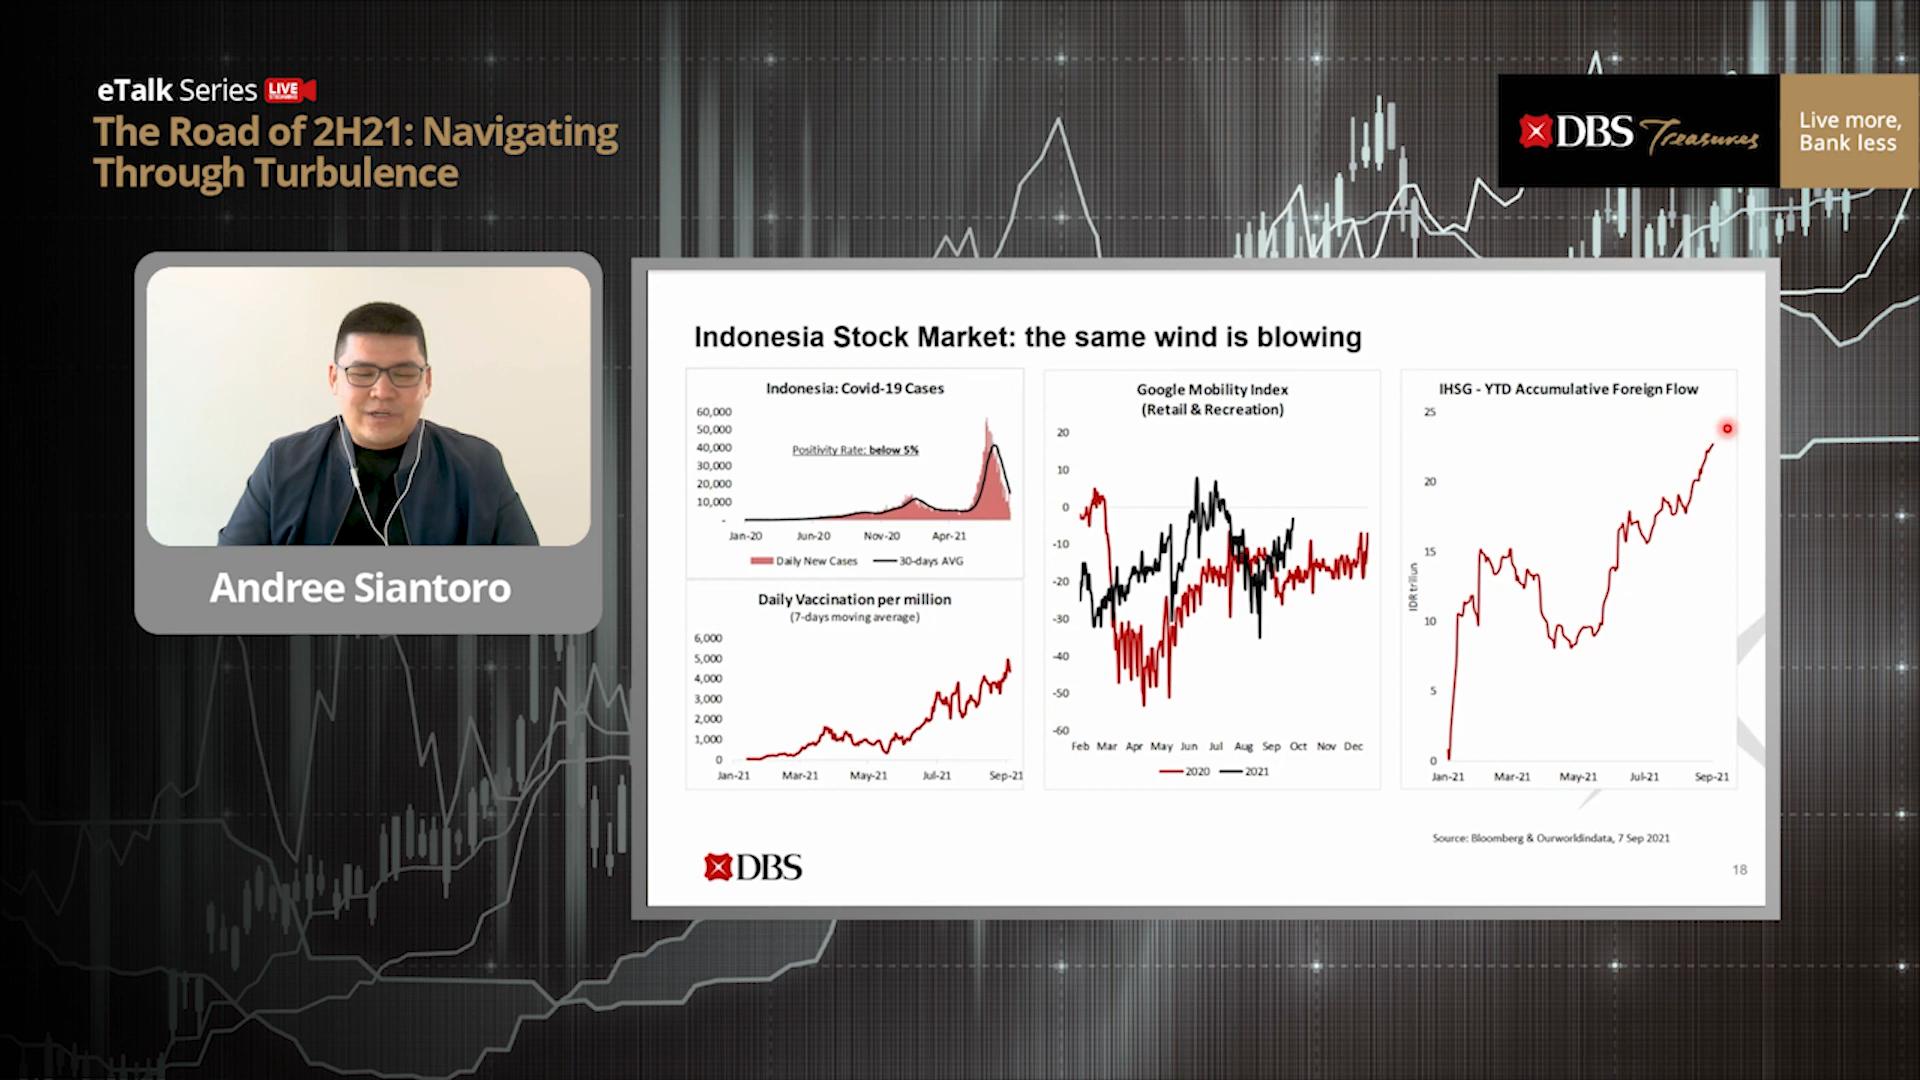 eTalk Series LIVE
STREAMING
The Road of 2H21: Navigating
Through Turbulence
DBS Treasures
Live more,
Bank less
Andree Siantoro
Indonesia Stock Market: the same wind is blowing
Indonesia: Covid-19 Cases
60,000
50,000
40,000
30,000
20,000
10,000
-
Positivity Rate: below 5%
Jan-20 Jun-20 Nov-20 Apr-21
Daily New Cases 30-days AVG
Daily Vaccination per million
(7-days moving average)
6,000
5,000
4,000
3,000
2,000
1,000
0
Jan-21 Mar-21 May-21 Jul-21 Sep-21
Google Mobility Index
(Retail & Recreation)
20
10
0
-10
-20
-30
-40
-50
-60
Feb Mar Apr May Jun Jul Aug Sep Oct Nov Dec
2020 2021
IHSG - YTD Accumulative Foreign Flow
25
20
15
10
5
0
IDR triliun
Jan-21 Mar-21 May-21 Jul-21 Sep-21
Source: Bloomberg & Ourworldindata, 7 Sep 2021
DBS
18